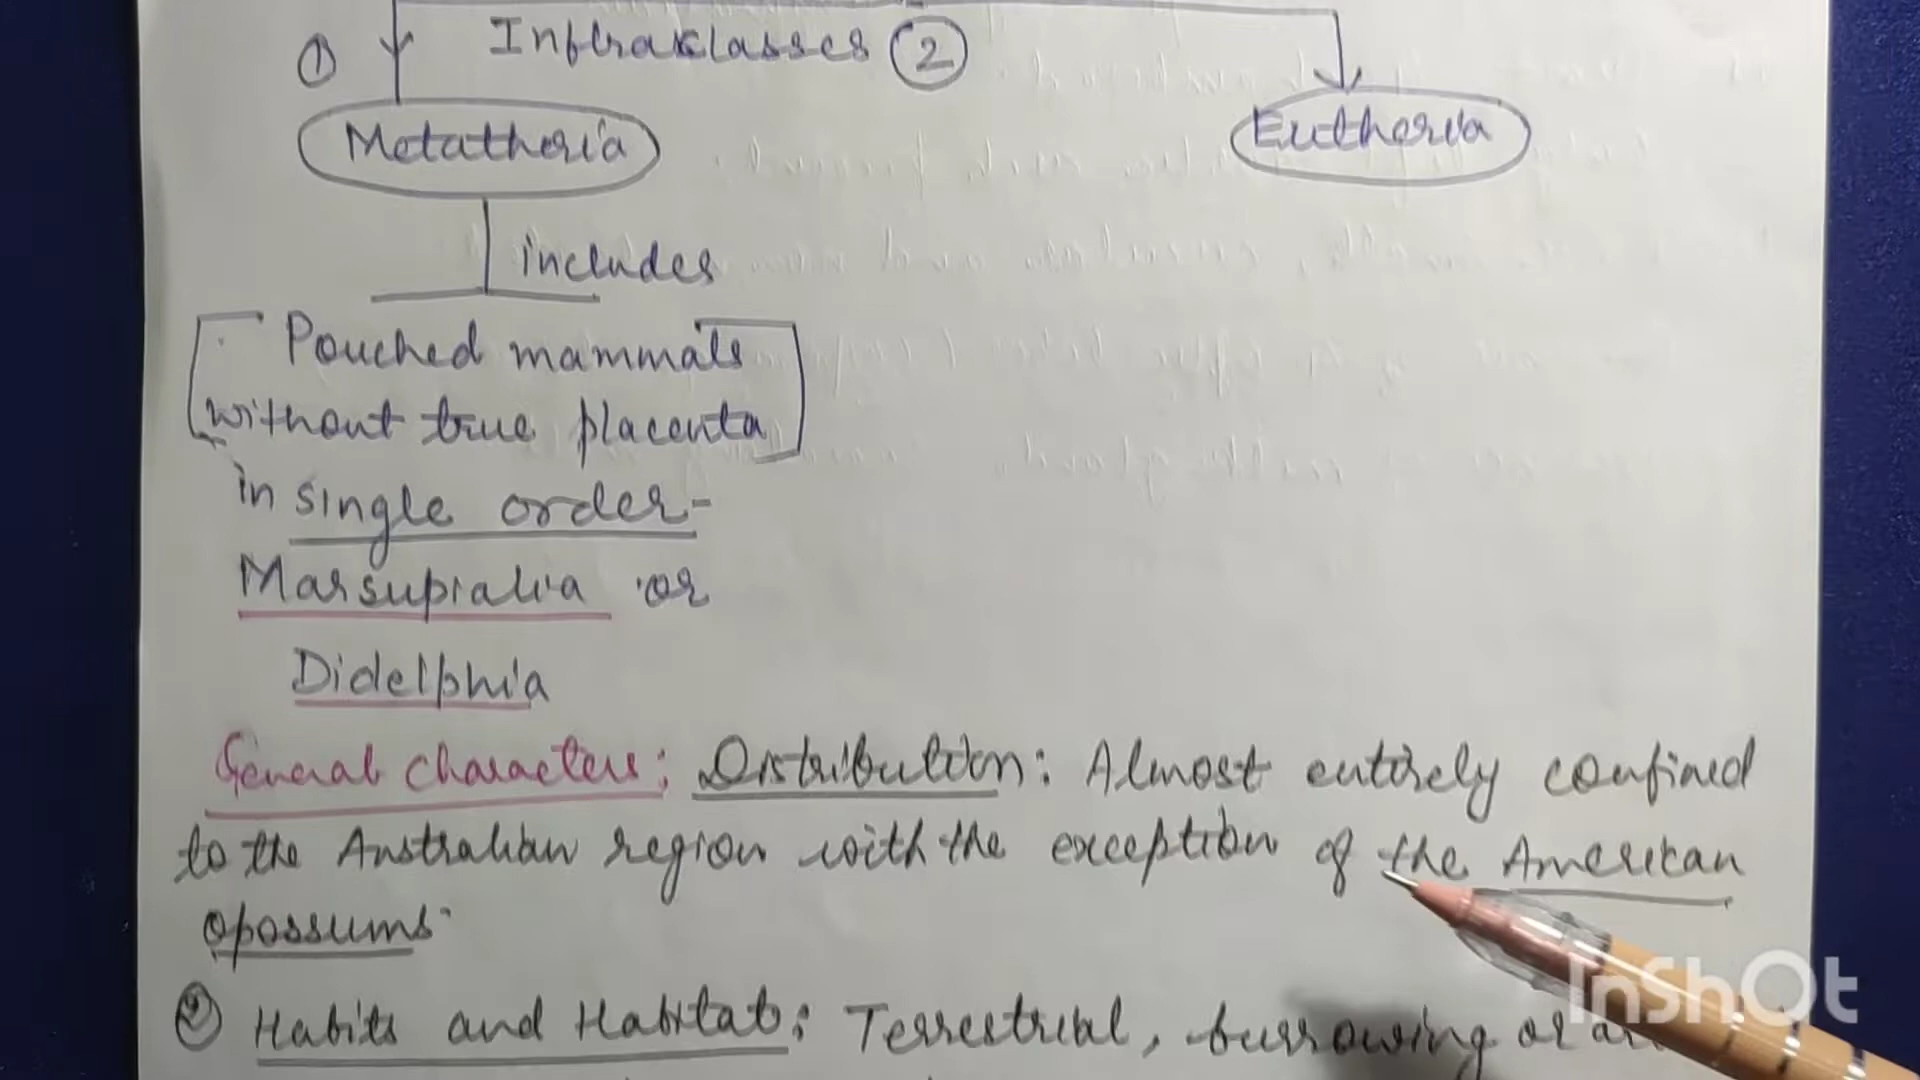 ① Infraclasses ②
Metatheria
Eutheria
includes
Pouched mammals
without true placenta
in single order-
Marsupialia or
Didelphia
General characters: Distribution: Almost entirely confined
to the Australian region with the exception of the American
opossums.
② Habits and Habitat: Terrestrial, burrowing or
InShOt